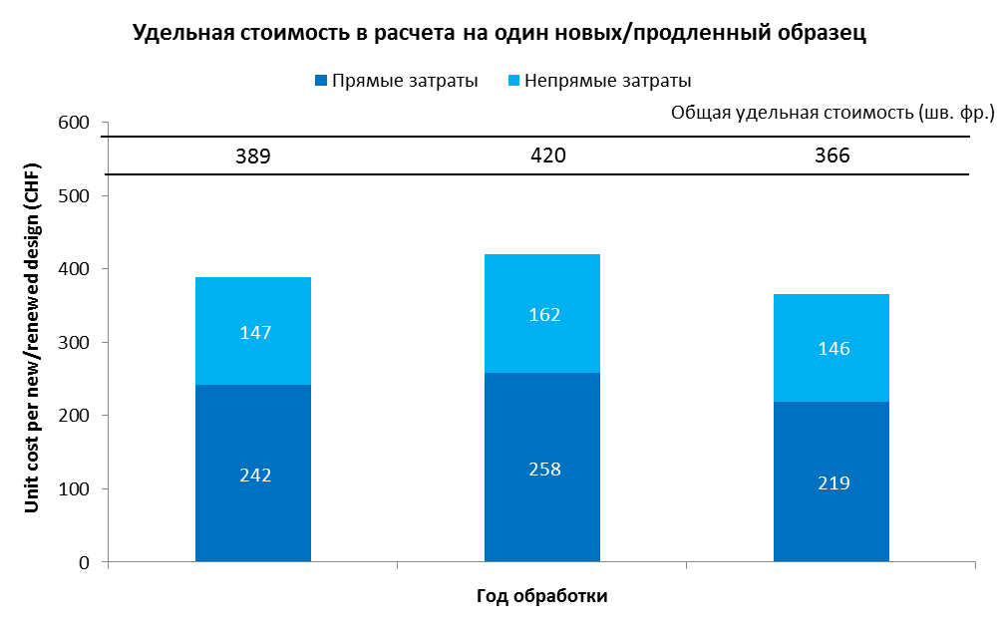 Удельная стоимость в расчета на один новых/продленный образец
Прямые затраты Непрямые затраты
Общая удельная стоимость (шв. фр.)
600
389 420 366
500
400
300
200
100
0
147 162 146
242 258 219
Unit cost per new/renewed design (CHF)
Год обработки